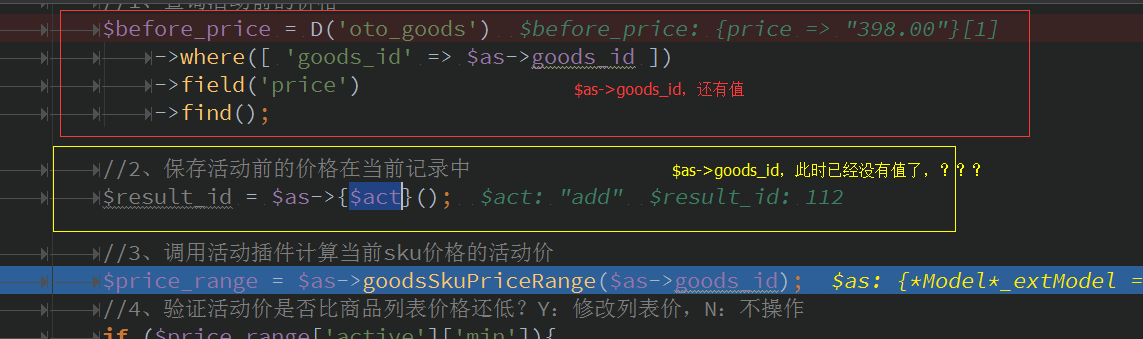 //1、查询活动前的价格
$before_price = D('oto_goods') $before_price: {price => "398.00"}[1]
->where([ 'goods_id' => $as->goods_id ])
->field('price')
$as->goods_id，还有值
->find();
//2、保存活动前的价格在当前记录中
$as->goods_id，此时已经没有值了，？？？
$result_id = $as->{$act}(); $act: "add" $result_id: 112
//3、调用活动插件计算当前sku价格的活动价
$price_range = $as->goodsSkuPriceRange($as->goods_id); $as: {*Model*_extModel =
//4、验证活动价是否比商品列表价格还低？Y：修改列表价，N：不操作
if ($price_range['active']['min']){